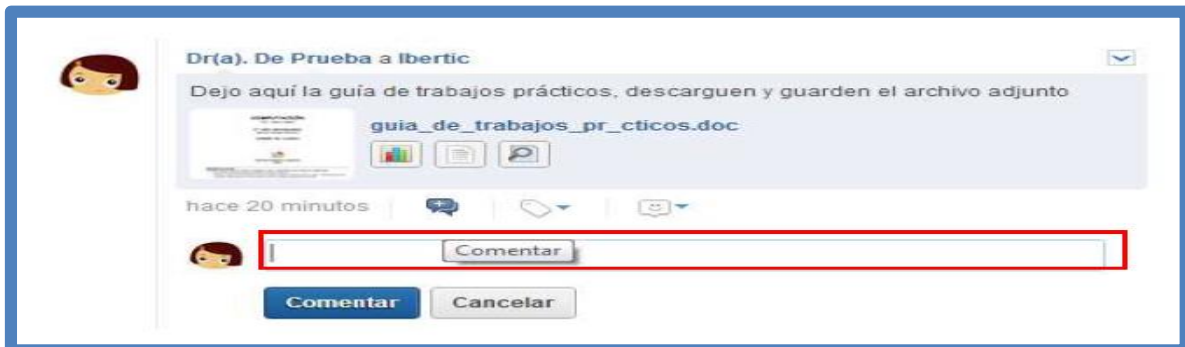 Dr(a). De Prueba a Ibertic
Dejo aquí la guía de trabajos prácticos, descarguen y guarden el archivo adjunto
guia_de_trabajos_pr_cticos.doc
hace 20 minutos
Comentar
Comentar Cancelar